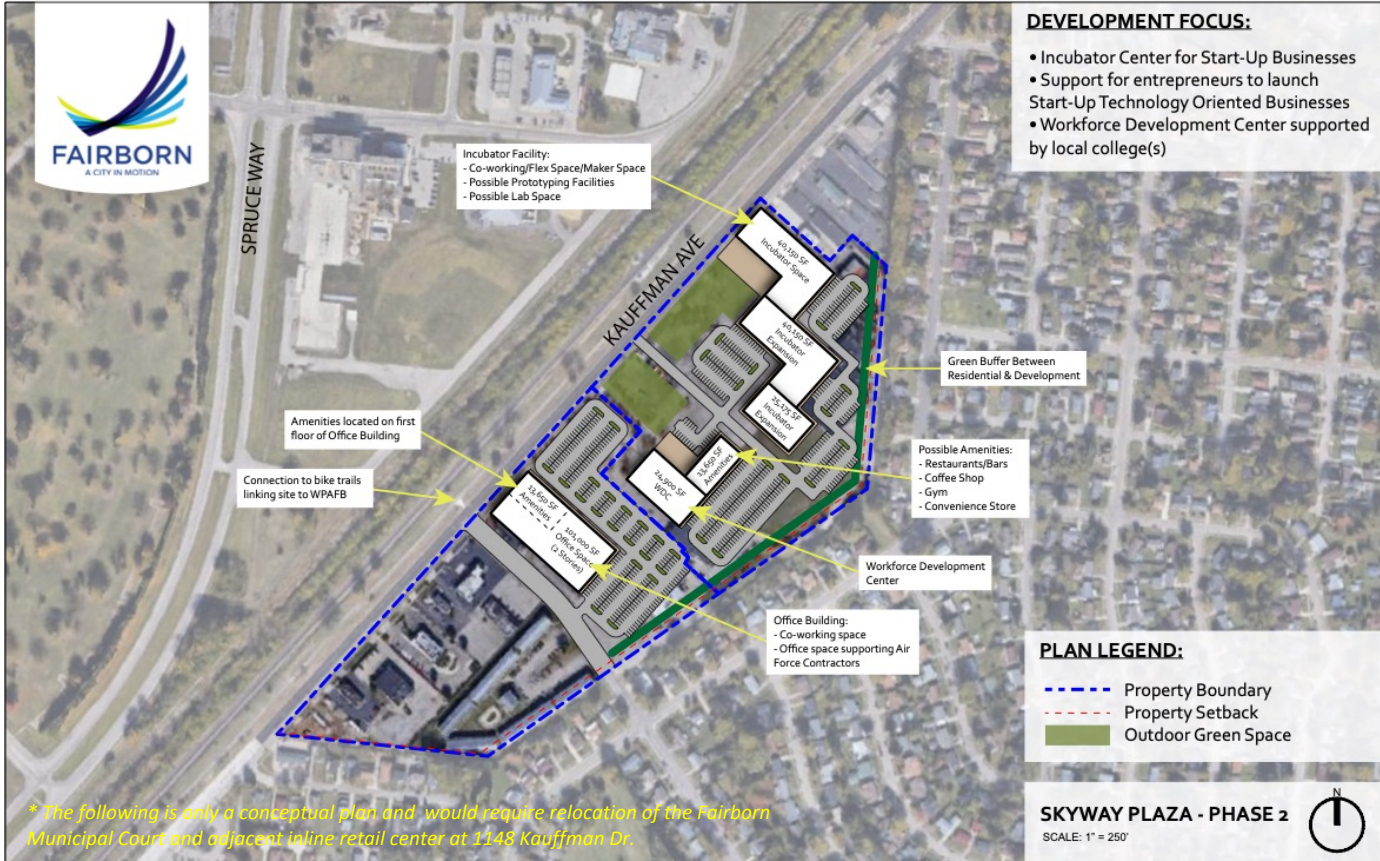 FAIRBORN
A CITY IN MOTION
DEVELOPMENT FOCUS:
• Incubator Center for Start-Up Businesses
• Support for entrepreneurs to launch
Start-Up Technology Oriented Businesses
• Workforce Development Center supported
by local college(s)
SPRUCE WAY
Incubator Facility:
- Co-working/Flex Space/Maker Space
- Possible Prototyping Facilities
- Possible Lab Space
KAUFFMAN AVE
40,150 SF
Incubator Space
40,150 SF
Incubator
Expansion
15,175 SF
Incubator
Expansion
Green Buffer Between
Residential & Development
Amenities located on first
floor of Office Building
Connection to bike trails
linking site to WPAFB
13,650 SF
Amenities
101,000 SF
Office Space
(2 Stories)
24,900 SF
WDC
13,650 SF
Amenities
Possible Amenities:
- Restaurants/Bars
- Coffee Shop
- Gym
- Convenience Store
Workforce Development
Center
Office Building:
- Co-working space
- Office space supporting Air
Force Contractors
PLAN LEGEND:
Property Boundary
Property Setback
Outdoor Green Space
* The following is only a conceptual plan and would require relocation of the Fairborn
Municipal Court and adjacent inline retail center at 1148 Kauffman Dr.
SKYWAY PLAZA - PHASE 2
SCALE: 1" = 250'
N